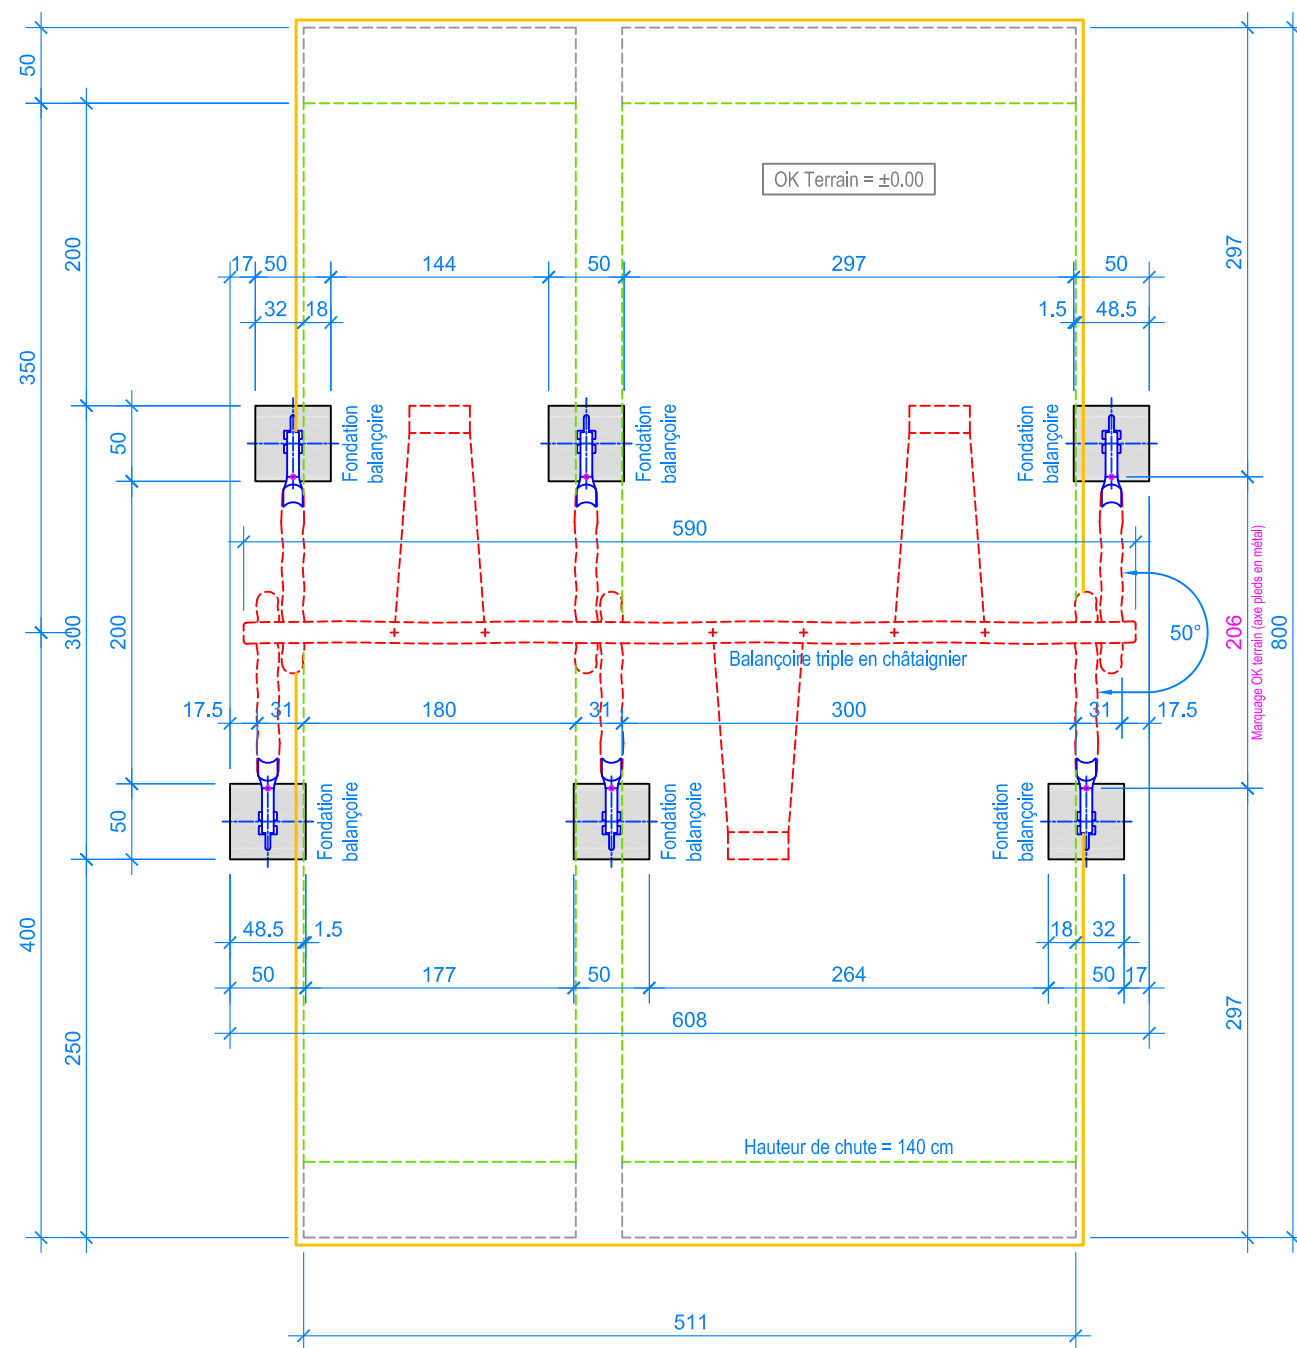 50
OK Terrain = ±0.00
200
297
17
50
144
50
297
50
32
18
1.5
48.5
350
50
Fondation
balançoire
Fondation
balançoire
Fondation
balançoire
590
300
200
50°
206
Marquage OK terrain (axe pieds en métal)
800
Balançoire triple en châtaignier
17.5
31
180
31
300
31
17.5
50
Fondation
balançoire
Fondation
balançoire
Fondation
balançoire
400
48.5
1.5
18
32
50
177
50
264
50
17
297
608
250
Hauteur de chute = 140 cm
511